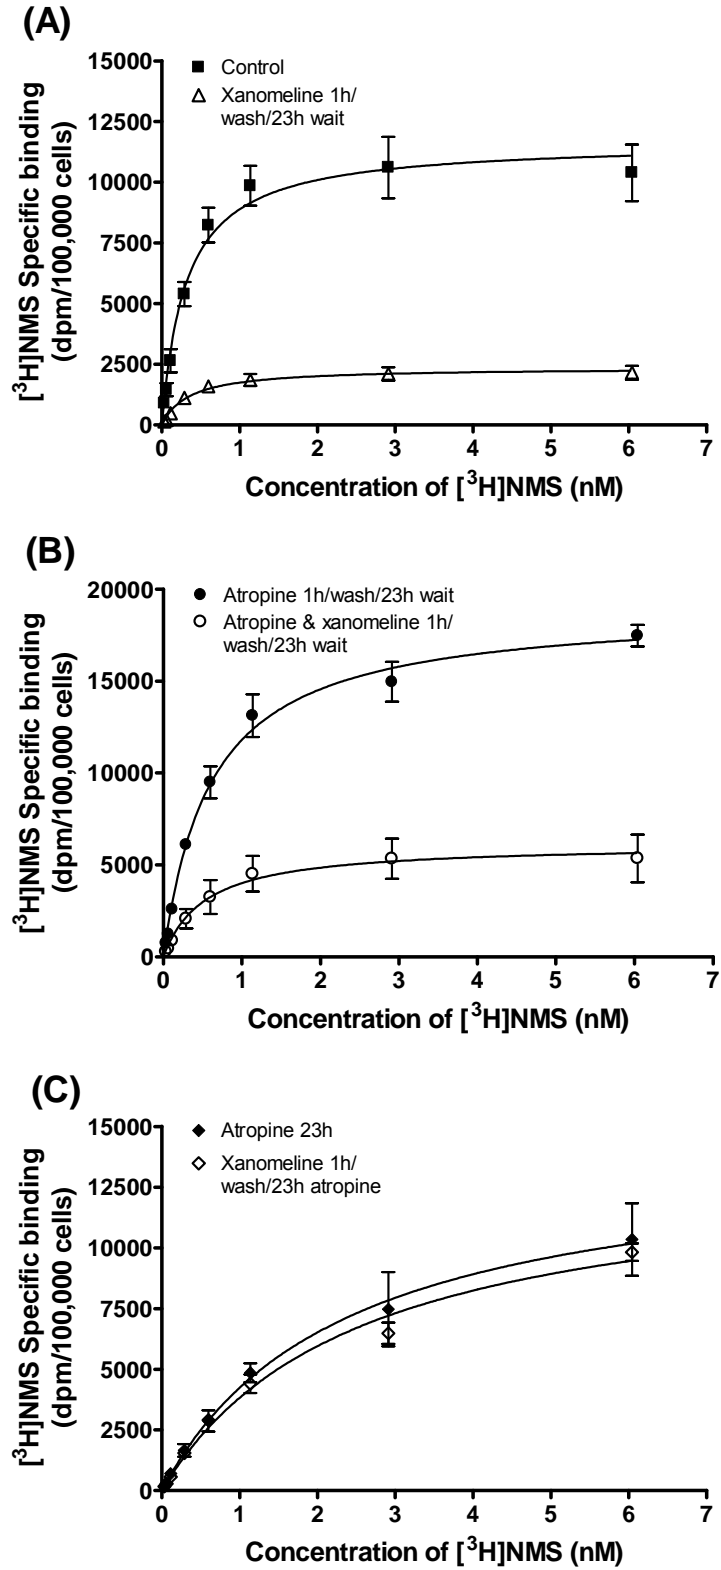 (A)
15000
12500
10000
7500
5000
2500
0
[³H]NMS Specific binding
(dpm/100,000 cells)
Control
Xanomeline 1h/
wash/23h wait
0 1 2 3 4 5 6 7
Concentration of [³H]NMS (nM)
(B)
20000
15000
10000
5000
0
[³H]NMS Specific binding
(dpm/100,000 cells)
Atropine 1h/wash/23h wait
Atropine & xanomeline 1h/
wash/23h wait
0 1 2 3 4 5 6 7
Concentration of [³H]NMS (nM)
(C)
15000
12500
10000
7500
5000
2500
0
[³H]NMS Specific binding
(dpm/100,000 cells)
Atropine 23h
Xanomeline 1h/
wash/23h atropine
0 1 2 3 4 5 6 7
Concentration of [³H]NMS (nM)